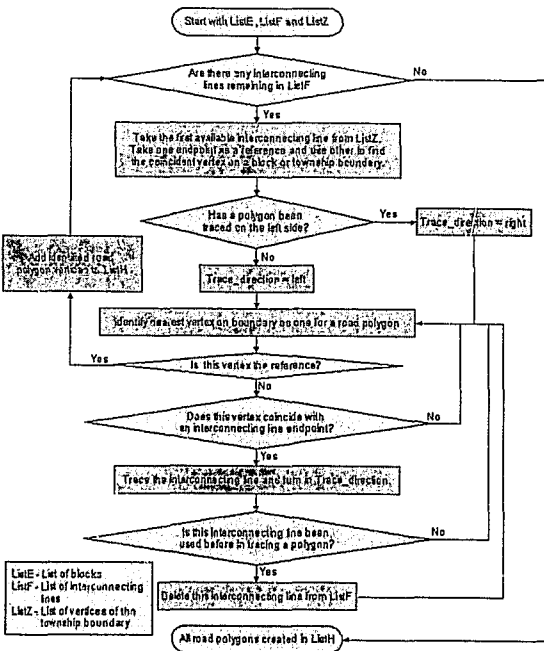 Start with ListE, ListF and ListZ
Are there any interconnecting
lines remaining in ListF
No
Yes
Take the first available interconnecting line from ListZ.
Take one endpoint as a reference and use other to find
the coincident vertex on a block or township boundary.
Has a polygon been
traced on the left side?
Yes
Trace_direction = right
No
Add identified road
polygon vertices to ListH
Trace_direction = left
Identify nearest vertex on boundary as one for a road polygon
Yes
Is this vertex the reference?
No
Does this vertex coincide with
an interconnecting line endpoint?
No
Yes
Trace the interconnecting line and turn in Trace_direction
Is this interconnecting line been
used before in tracing a polygon?
No
Yes
Delete this interconnecting line from ListF
ListE - List of blocks
ListF - List of interconnecting
lines
ListZ - List of vertices of the
township boundary
All road polygons created in ListH